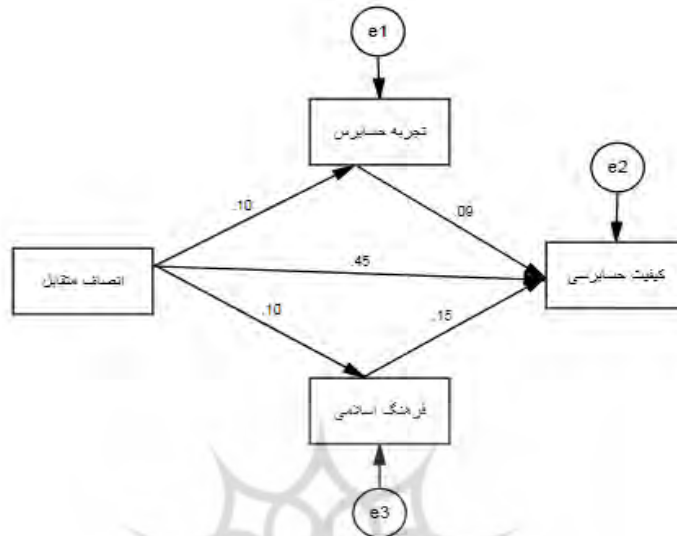 e1
تجربه حسابرس
e2
.10
.09
انصاف متقابل
.45
کیفیت حسابرسی
.10
.15
فرهنگ اسلامی
e3